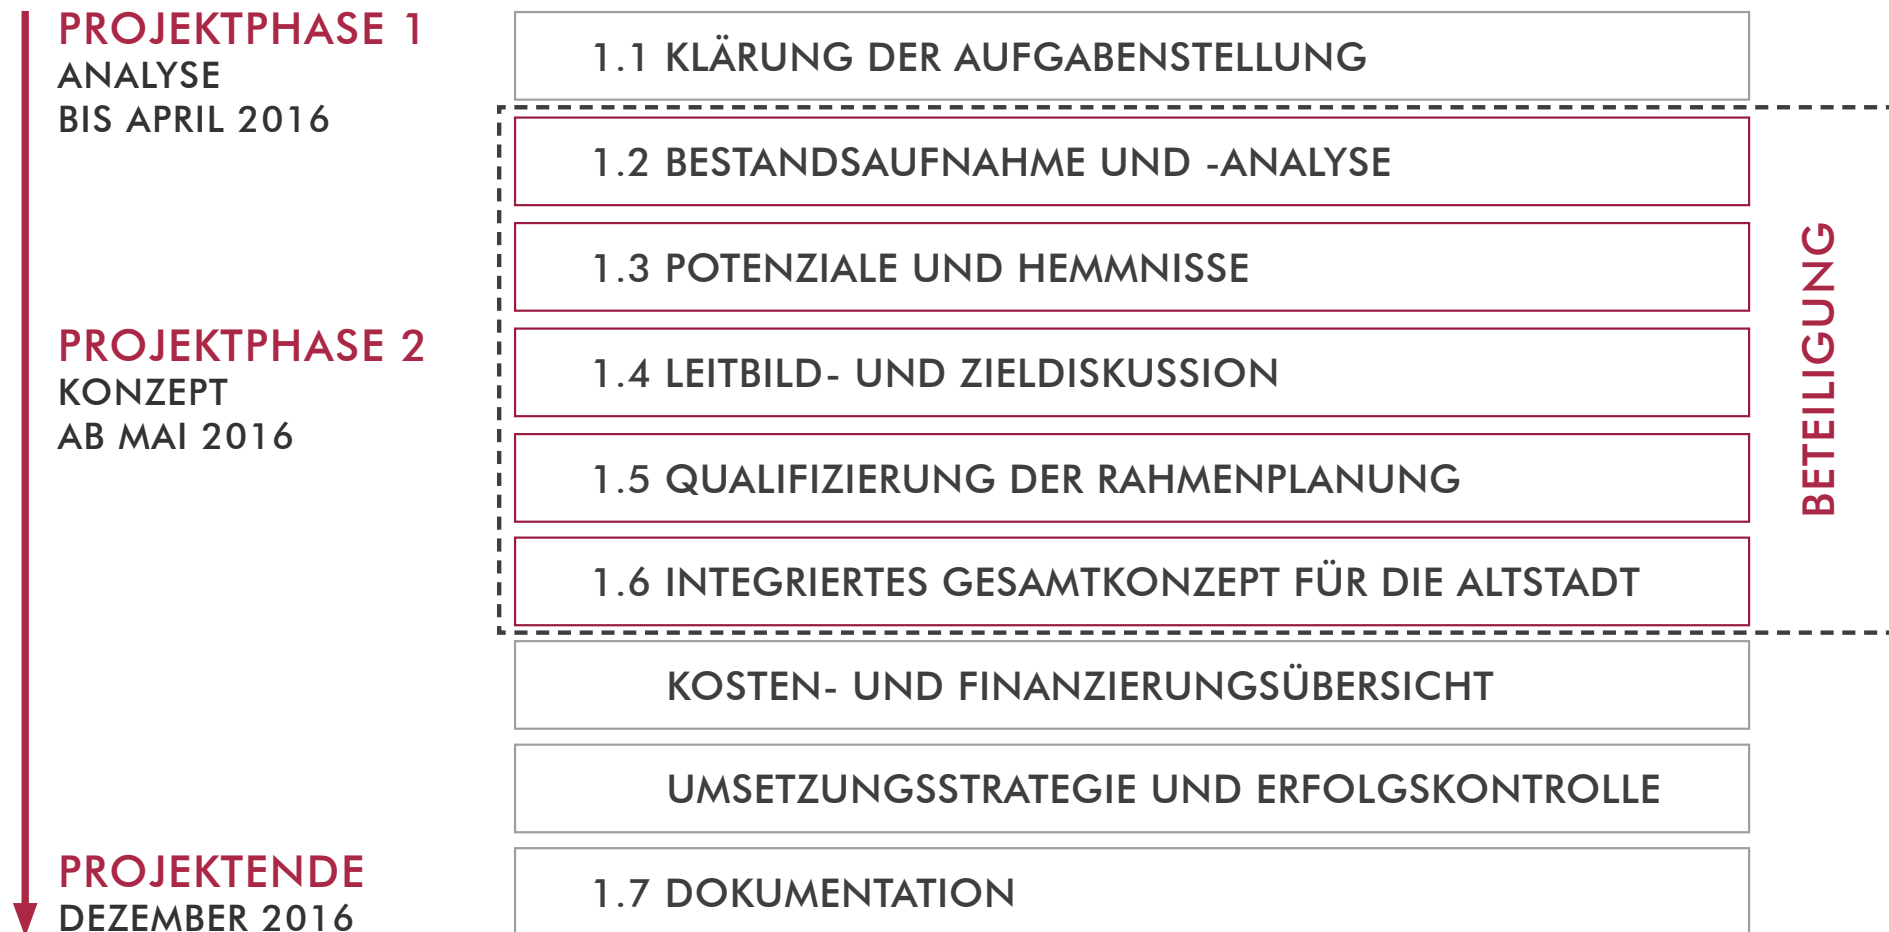 PROJEKTPHASE 1
ANALYSE
BIS APRIL 2016
PROJEKTPHASE 2
KONZEPT
AB MAI 2016
PROJEKTENDE
DEZEMBER 2016
1.1 KLÄRUNG DER AUFGABENSTELLUNG
1.2 BESTANDSAUFNAHME UND -ANALYSE
1.3 POTENZIALE UND HEMMNISSE
1.4 LEITBILD- UND ZIELDISKUSSION
1.5 QUALIFIZIERUNG DER RAHMENPLANUNG
1.6 INTEGRIERTES GESAMTKONZEPT FÜR DIE ALTSTADT
KOSTEN- UND FINANZIERUNGSÜBERSICHT
UMSETZUNGSSTRATEGIE UND ERFOLGSKONTROLLE
1.7 DOKUMENTATION
BETEILIGUNG